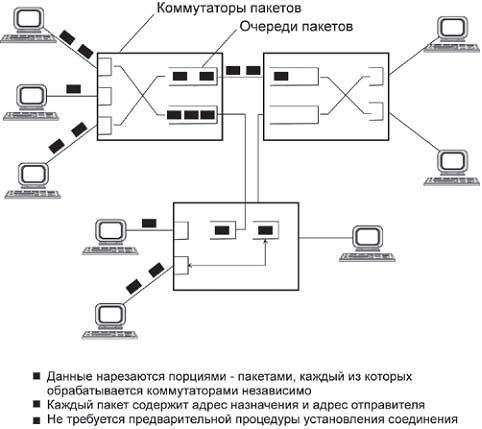 Коммутаторы пакетов
Очереди пакетов
Данные нарезаются порциями - пакетами, каждый из которых
обрабатывается коммутаторами независимо
Каждый пакет содержит адрес назначения и адрес отправителя
Не требуется предварительной процедуры установления соединения